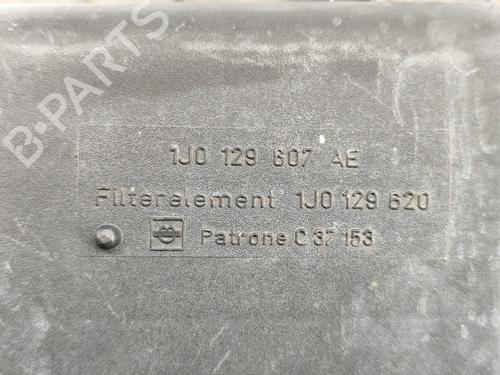 B-PARTS
1J0 129 607 AE
Filterelement 1J0 129 620
Patrone C 37 153